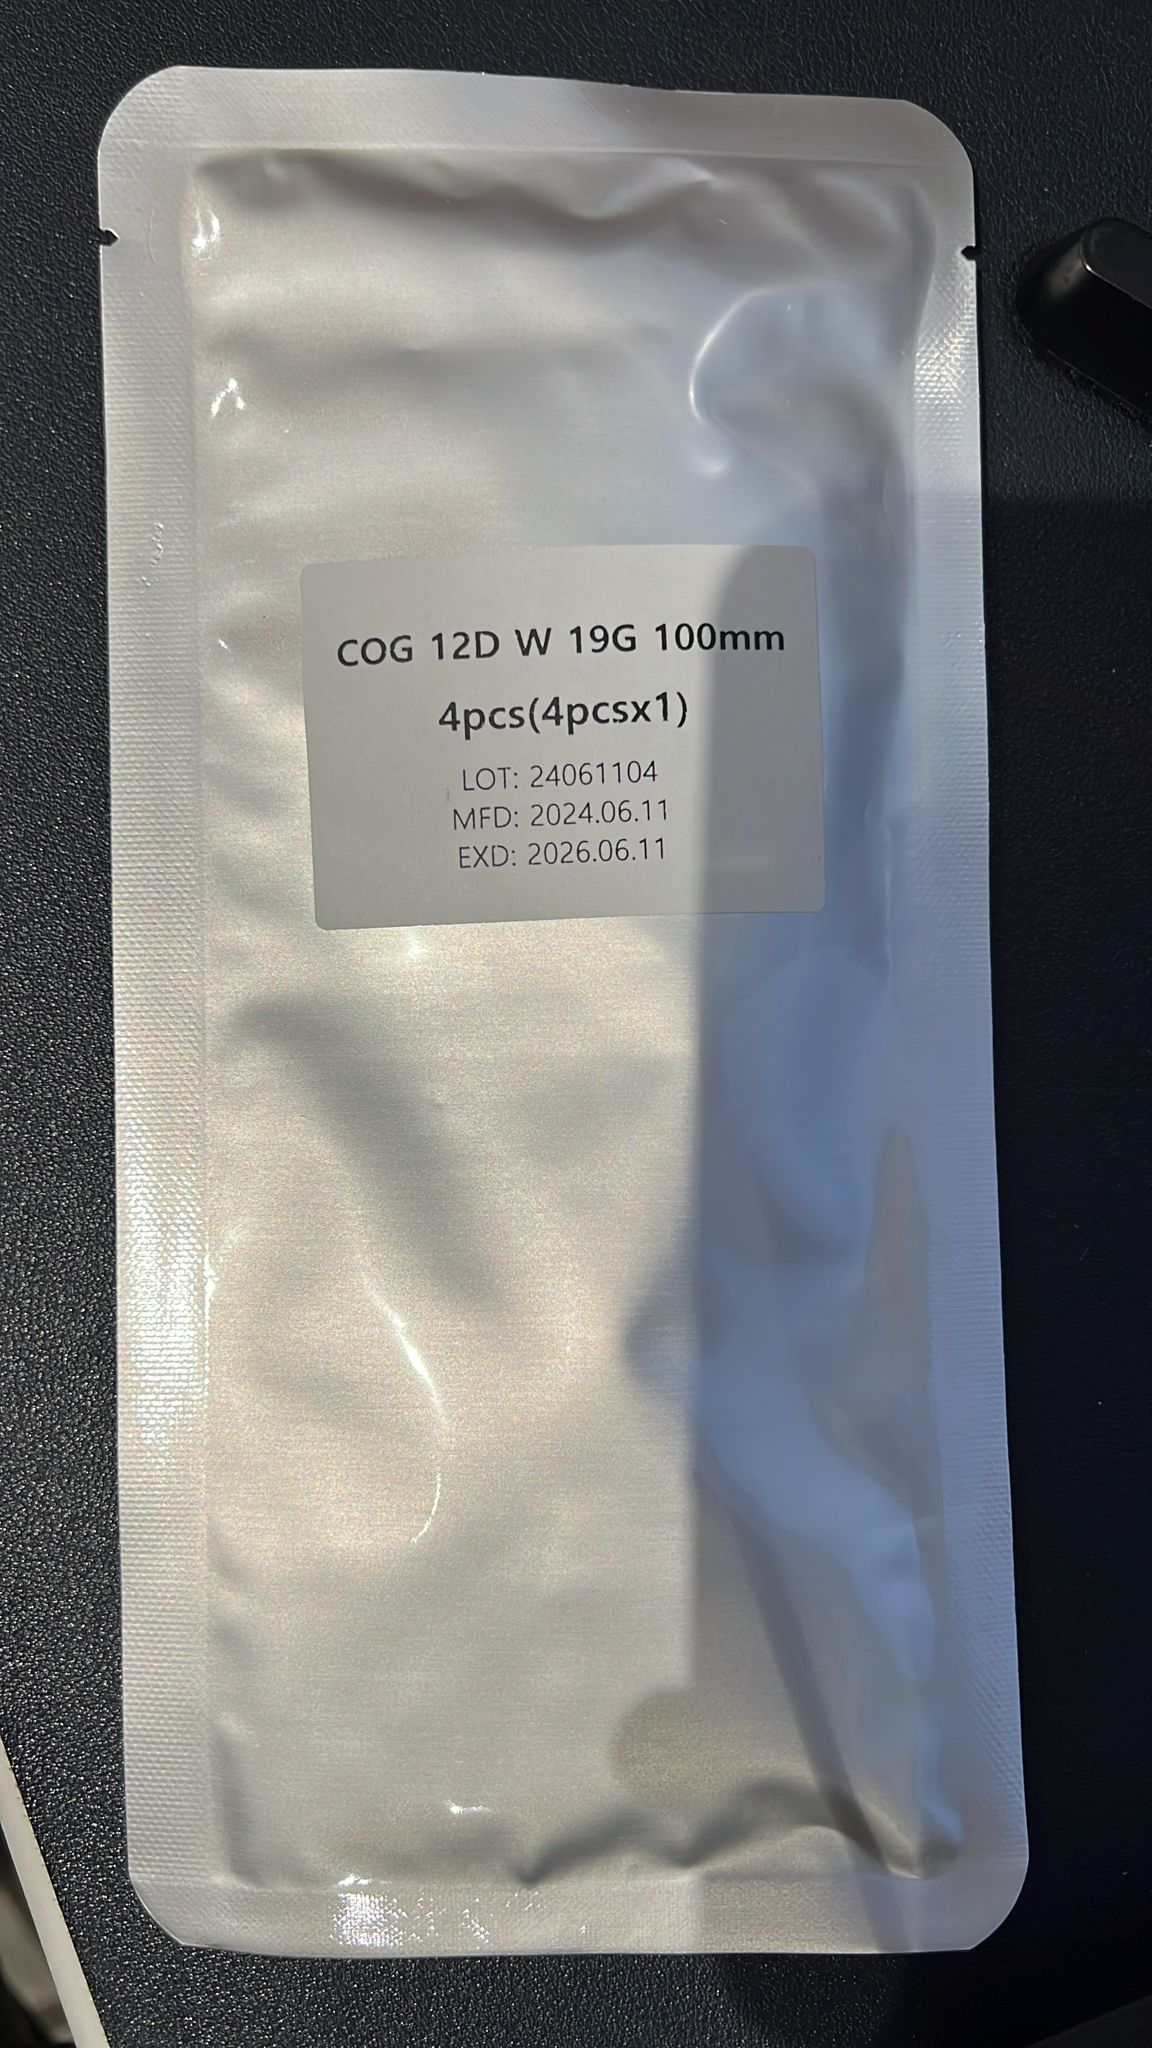 COG 12D W 19G 100mm
4pcs(4pcsx1)
LOT: 24061104
MFD: 2024.06.11
EXD: 2026.06.11